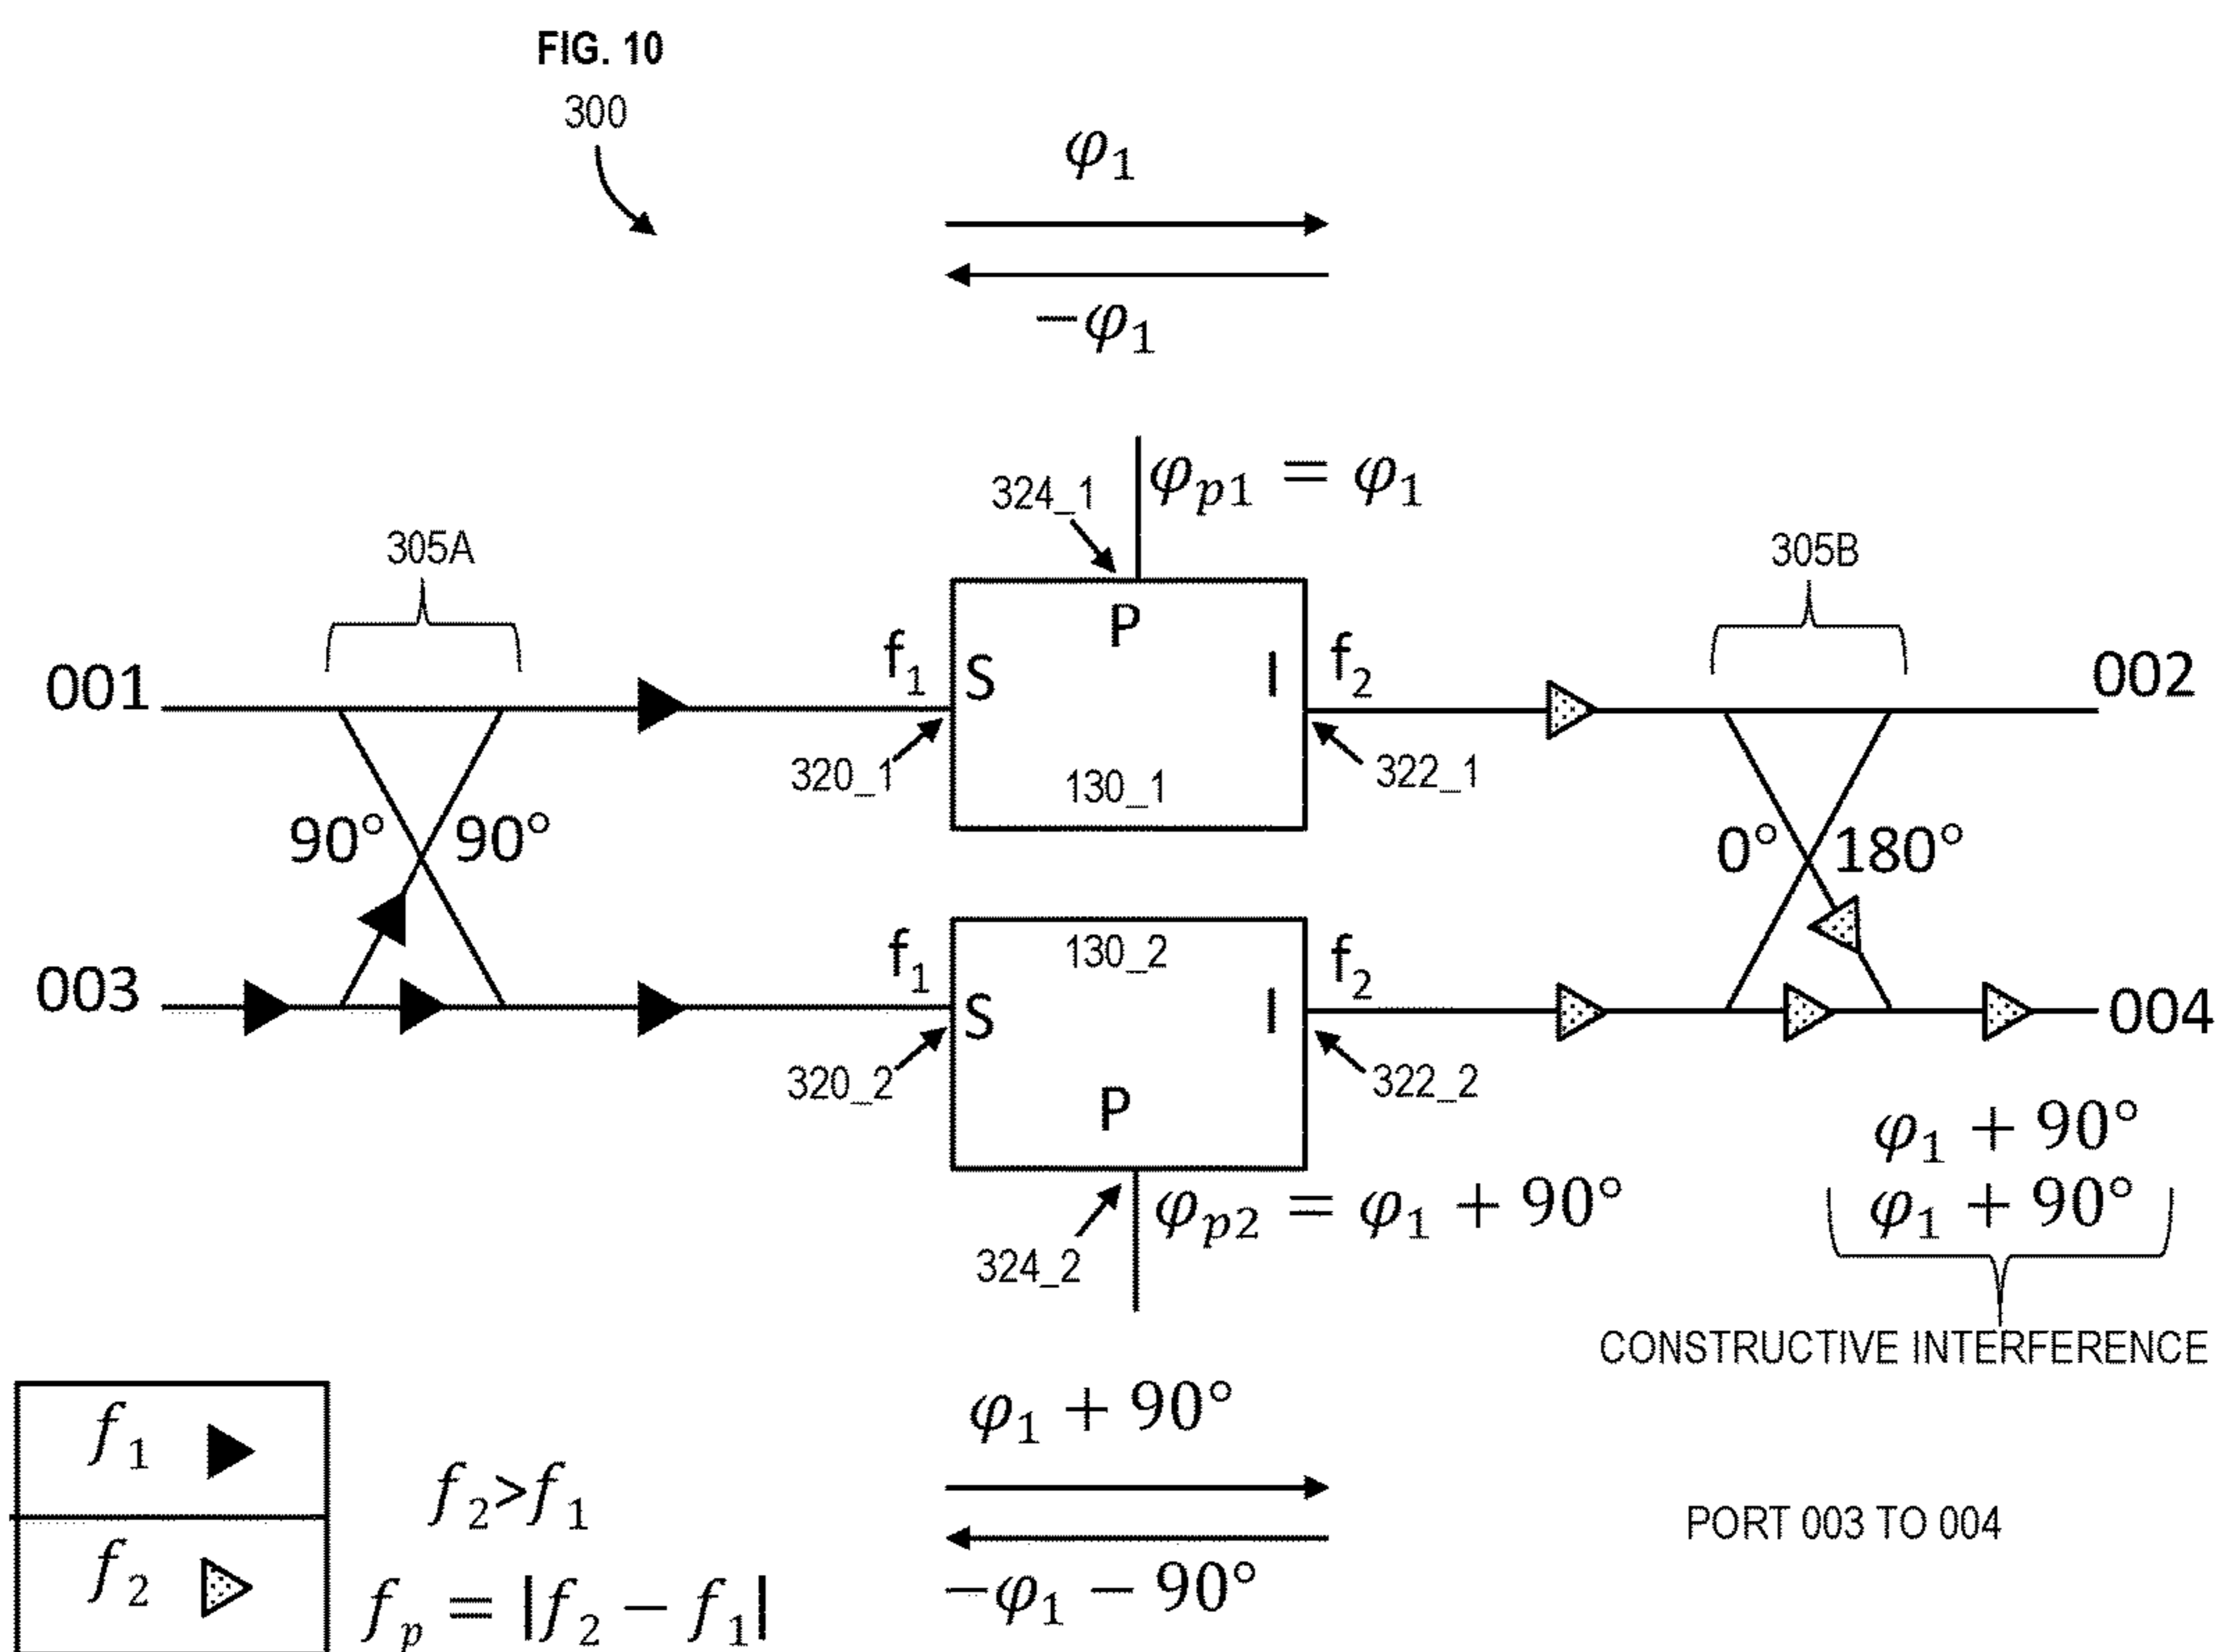 FIG. 10
300
φ₁
−φ₁
324_1
φₚ₁ = φ₁
305A
305B
P
001
f₁
S
I
f₂
002
320_1
130_1
322_1
90°
90°
0°
180°
130_2
003
f₁
S
I
f₂
004
320_2
322_2
P
φ₁ + 90°
φ₁ + 90°
324_2
φₚ₂ = φ₁ + 90°
CONSTRUCTIVE INTERFERENCE
f₁
φ₁ + 90°
f₂>f₁
PORT 003 TO 004
f₂
fₚ = |f₂ − f₁|
−φ₁ − 90°